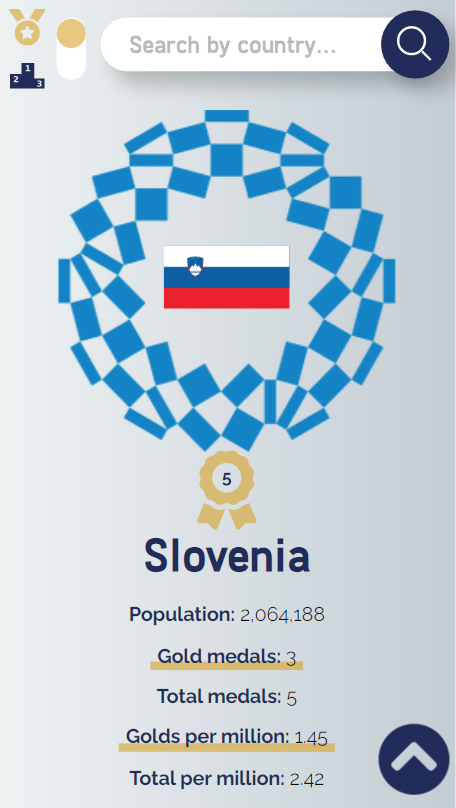 1
2
3
Search by country...
5
Slovenia
Population: 2,064,188
Gold medals: 3
Total medals: 5
Golds per million: 1.45
Total per million: 2.42